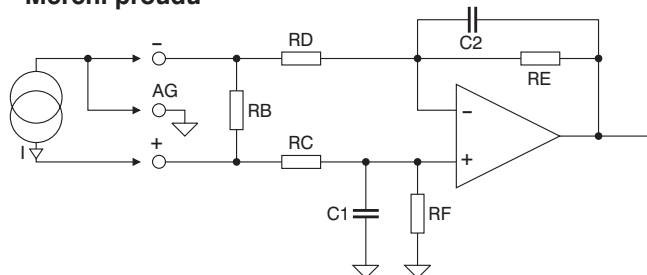 Měření proudu
C2
– RD
RE
AG
RB
–
+
+ RC
I
C1 RF